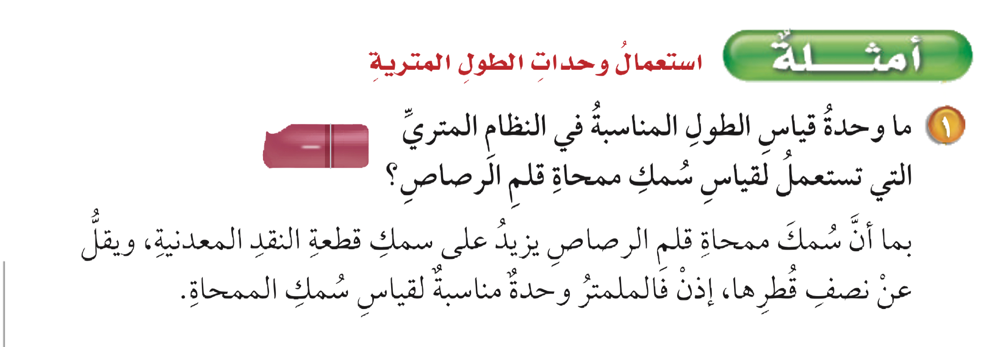 أمثـــــلةٌ
استعمالُ وحداتِ الطولِ المتريةِ
١ ما وحدةُ قياسِ الطولِ المناسبةُ في النظامِ المتريِّ
التي تستعملُ لقياسِ سُمكِ ممحاةِ قلمِ الرصاصِ؟
بما أنَّ سُمكَ ممحاةِ قلمِ الرصاصِ يزيدُ على سمكِ قطعةِ النقدِ المعدنيةِ، ويقلُّ
عنْ نصفِ قُطرِها، إذنْ فَالملمترُ وحدةٌ مناسبةٌ لقياسِ سُمكِ الممحاةِ.